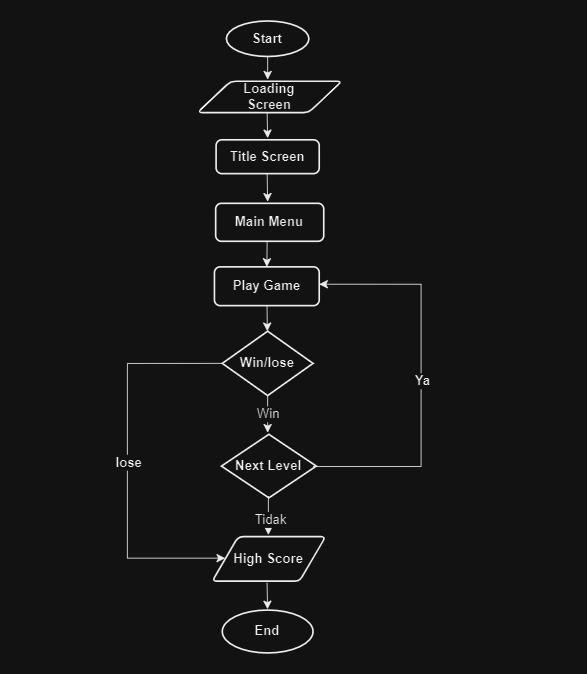 Start
Loading
Screen
Title Screen
Main Menu
Play Game
Win/lose
Ya
Win
lose
Next Level
Tidak
High Score
End